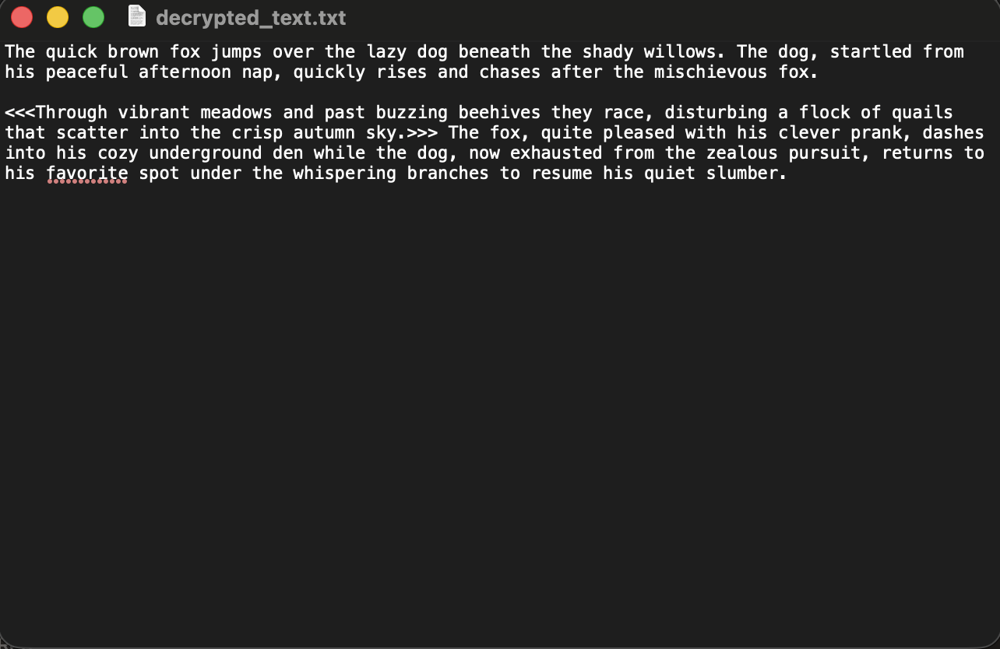 decrypted_text.txt
The quick brown fox jumps over the lazy dog beneath the shady willows. The dog, startled from
his peaceful afternoon nap, quickly rises and chases after the mischievous fox.
<<<Through vibrant meadows and past buzzing beehives they race, disturbing a flock of quails
that scatter into the crisp autumn sky.>>> The fox, quite pleased with his clever prank, dashes
into his cozy underground den while the dog, now exhausted from the zealous pursuit, returns to
his favorite spot under the whispering branches to resume his quiet slumber.